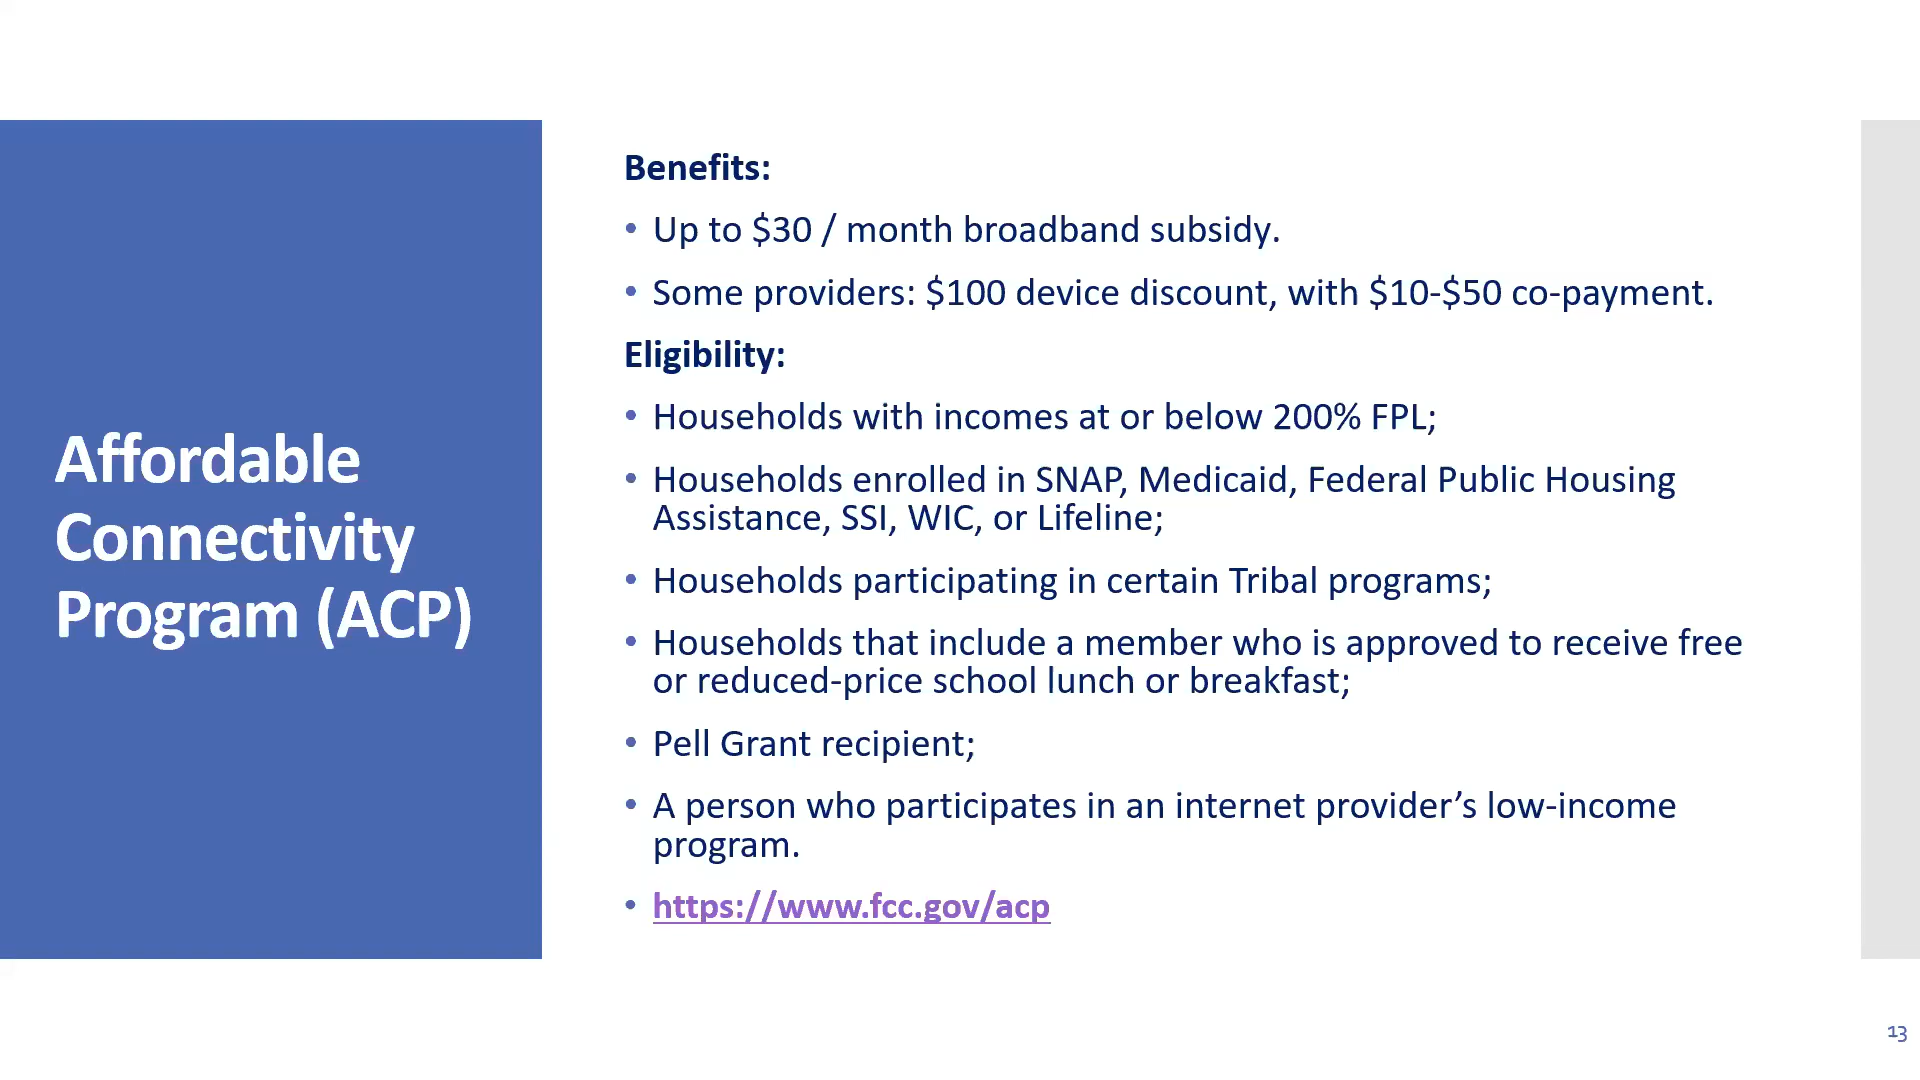 Affordable
Connectivity
Program (ACP)
Benefits:
• Up to $30 / month broadband subsidy.
• Some providers: $100 device discount, with $10-$50 co-payment.
Eligibility:
• Households with incomes at or below 200% FPL;
• Households enrolled in SNAP, Medicaid, Federal Public Housing
Assistance, SSI, WIC, or Lifeline;
• Households participating in certain Tribal programs;
• Households that include a member who is approved to receive free
or reduced-price school lunch or breakfast;
• Pell Grant recipient;
• A person who participates in an internet provider’s low-income
program.
• https://www.fcc.gov/acp
13